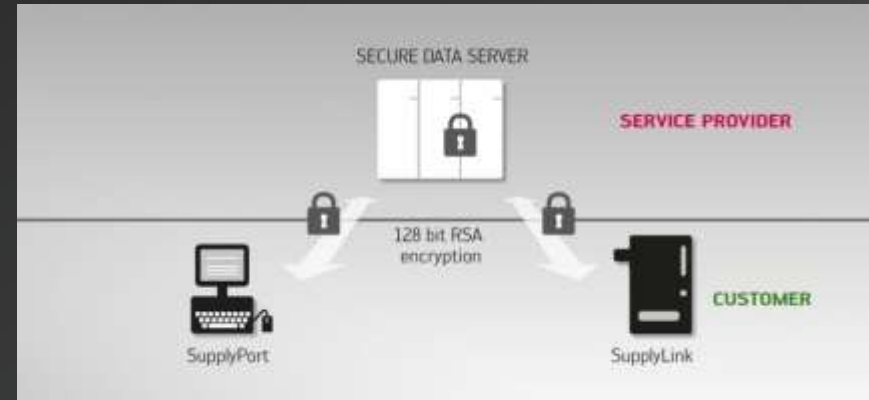 SECURE DATA SERVER
SERVICE PROVIDER
128 bit RSA
encryption
CUSTOMER
SupplyPort
SupplyLink